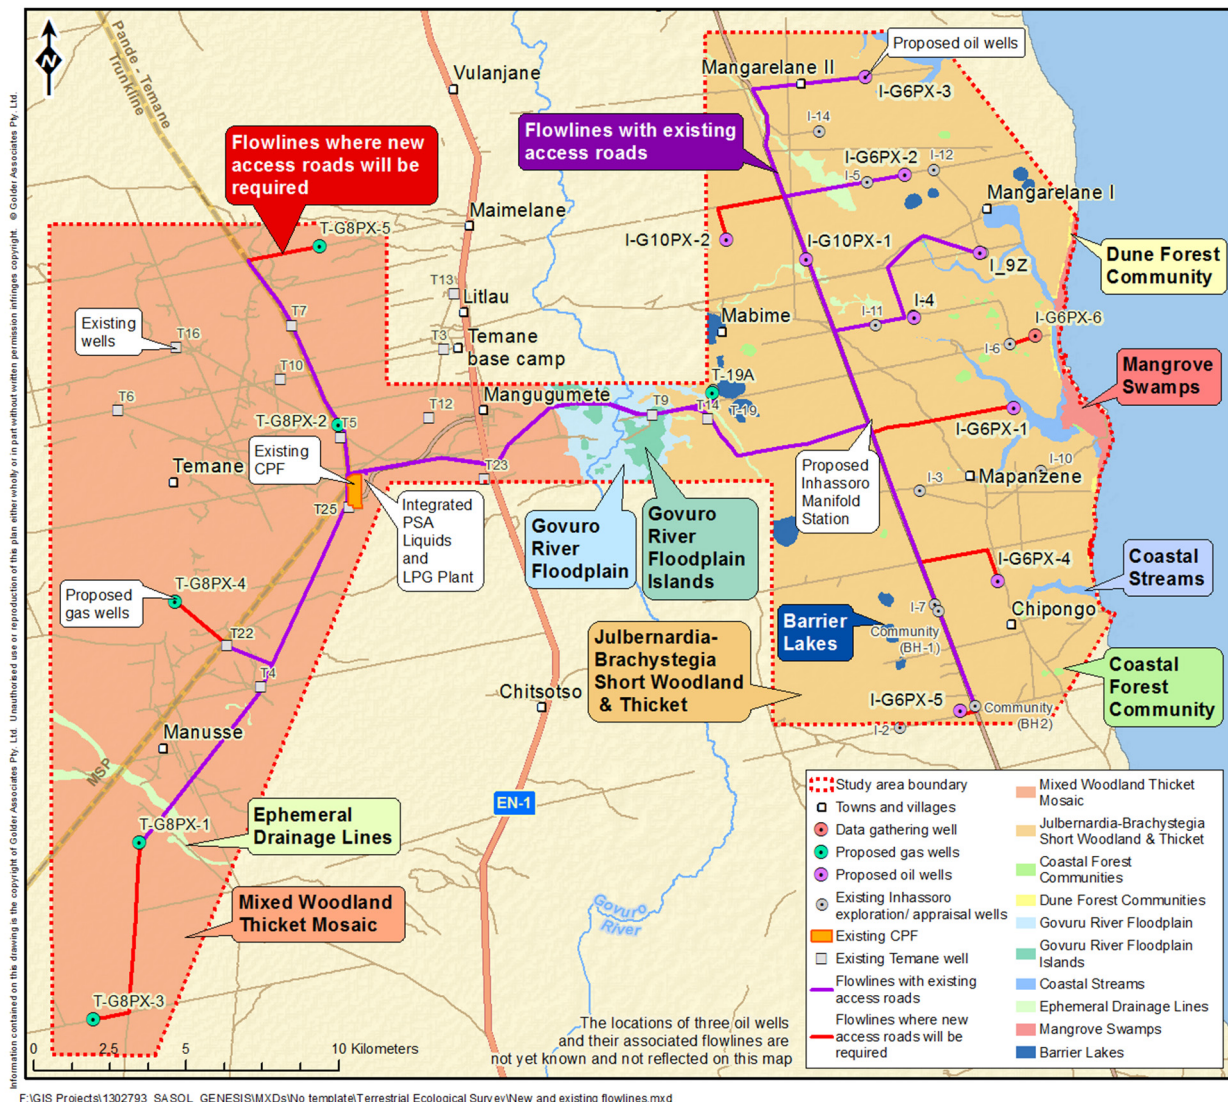 Information contained on this drawing is the copyright of Golder Associates Pty. Ltd. Unauthorised use or reproduction of this plan either wholly or in part without written permission infringes copyright. © Golder Associates Pty. Ltd.
N
Pande - Temane
Trunkline
Vulanjane
Proposed oil wells
Mangarelane II
I-G6PX-3
Flowlines where new
access roads will be
required
Flowlines with existing
access roads
I-14
I-G6PX-2
I-12
I-5
Mangarelane I
Maimelane
T-G8PX-5
I-G10PX-2
I-G10PX-1
I_9Z
Dune Forest
Community
T13
Litlau
T7
Existing
wells
T16
T3
Temane
base camp
Mabime
I-4
I-11
I-G6PX-6
I-6
Mangrove
Swamps
T10
T-19A
T6
T12
Mangugumete
T9
T14
T-19
T-G8PX-2
T5
I-G6PX-1
Existing
CPF
Temane
T23
Proposed
Inhassoro
Manifold
Station
I-10
Mapanzene
I-3
T25
Integrated
PSA
Liquids
and
LPG Plant
Govuro
River
Floodplain
Govuro
River
Floodplain
Islands
I-G6PX-4
Coastal
Streams
Proposed
gas wells
T-G8PX-4
I-7
Chipongo
T22
Barrier
Lakes
Community
(BH-1)
Julbernardia-
Brachystegia
Short Woodland
& Thicket
Coastal
Forest
Community
T4
Chitsotso
I-G6PX-5
Community
(BH2)
I-2
Manusse
MSP
EN-1
T-G8PX-1
Ephemeral
Drainage Lines
Mixed Woodland
Thicket Mosaic
Govuro
River
T-G8PX-3
The locations of three oil wells
and their associated flowlines are
not yet known and not reflected on this map
0 2.5 5 10 Kilometers
Study area boundary
Towns and villages
Data gathering well
Proposed gas wells
Proposed oil wells
Existing Inhassoro
exploration/ appraisal wells
Existing CPF
Existing Temane well
Flowlines with existing
access roads
Flowlines where new
access roads will be
required
Mixed Woodland Thicket
Mosaic
Julbernardia-Brachystegia
Short Woodland & Thicket
Coastal Forest
Communities
Dune Forest Communities
Govuru River Floodplain
Govuru River Floodplain
Islands
Coastal Streams
Ephemeral Drainage Lines
Mangrove Swamps
Barrier Lakes
F:\GIS Projects\1302793_SASOL_GENESIS\MXDs\No template\Terrestrial Ecological Survey\New and existing flowlines.mxd